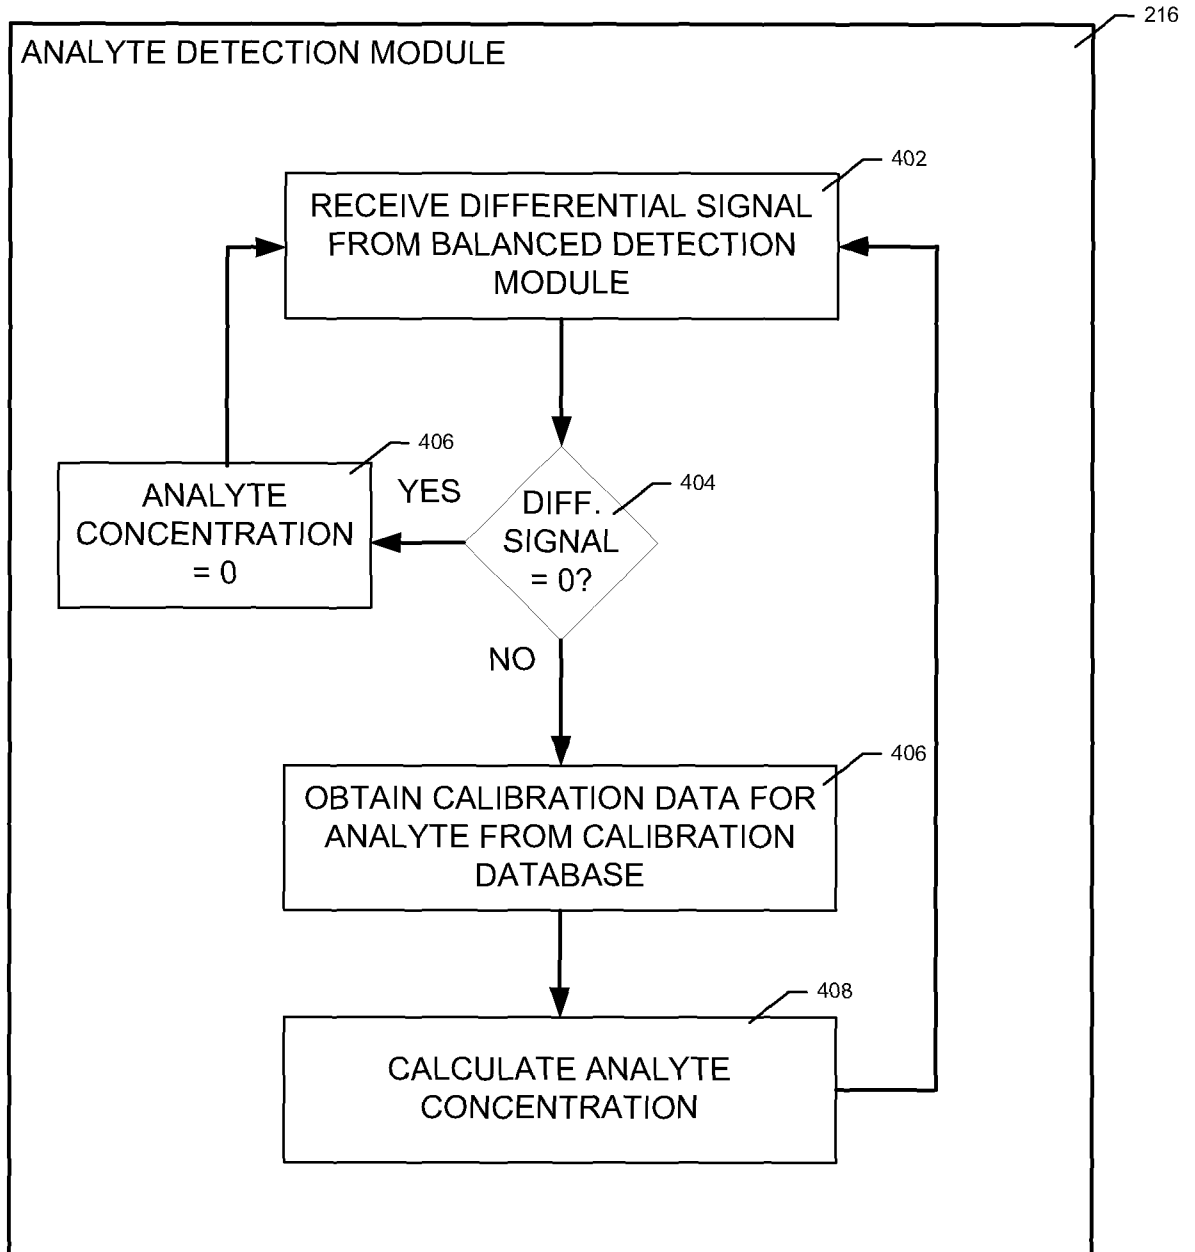 216
ANALYTE DETECTION MODULE
402
RECEIVE DIFFERENTIAL SIGNAL
FROM BALANCED DETECTION
MODULE
406
ANALYTE
CONCENTRATION
= 0
YES
404
DIFF.
SIGNAL
= 0?
NO
406
OBTAIN CALIBRATION DATA FOR
ANALYTE FROM CALIBRATION
DATABASE
408
CALCULATE ANALYTE
CONCENTRATION